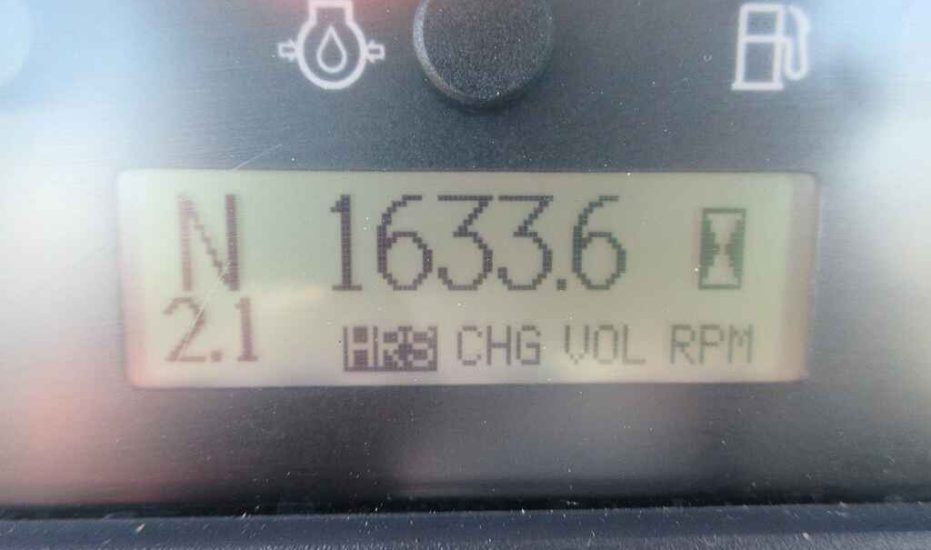 N 1633.6
2.1 HRS CHG VOL RPM